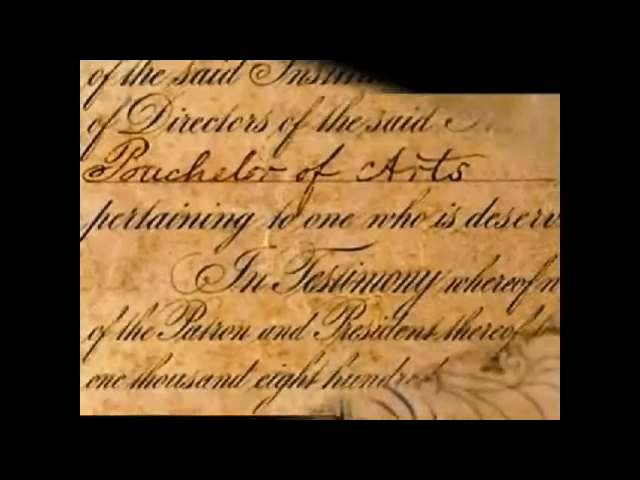 of the said
of Directors of the said
Bachelor of Arts
pertaining to one who is deserv
In Testimony whereof
of the Patron and President thereof
one thousand eight hundred